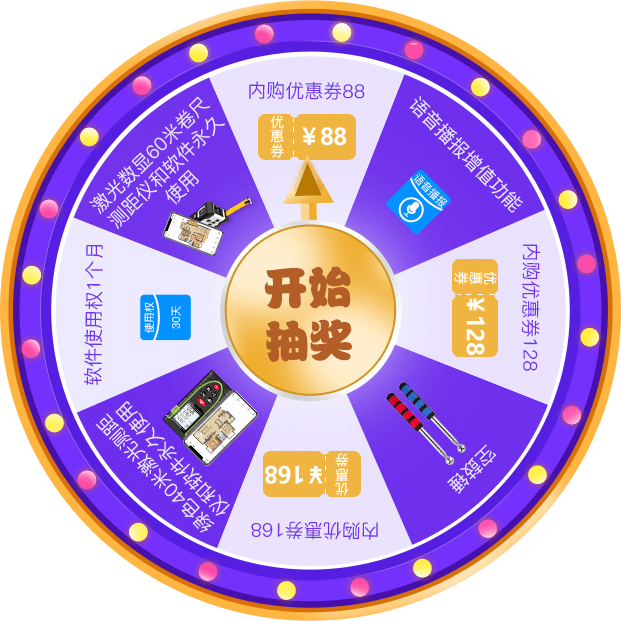 内购优惠券88
优惠券
¥88
语音播报增值功能
语音播报
内购优惠券128
优惠券
¥128
空鼓锤
内购优惠券168
优惠券
¥168
绿色40米激光测距
仪和软件永久使用
软件使用权1个月
使用权
30天
激光数显60米卷尺
测距仪和软件永久
使用
开始
抽奖